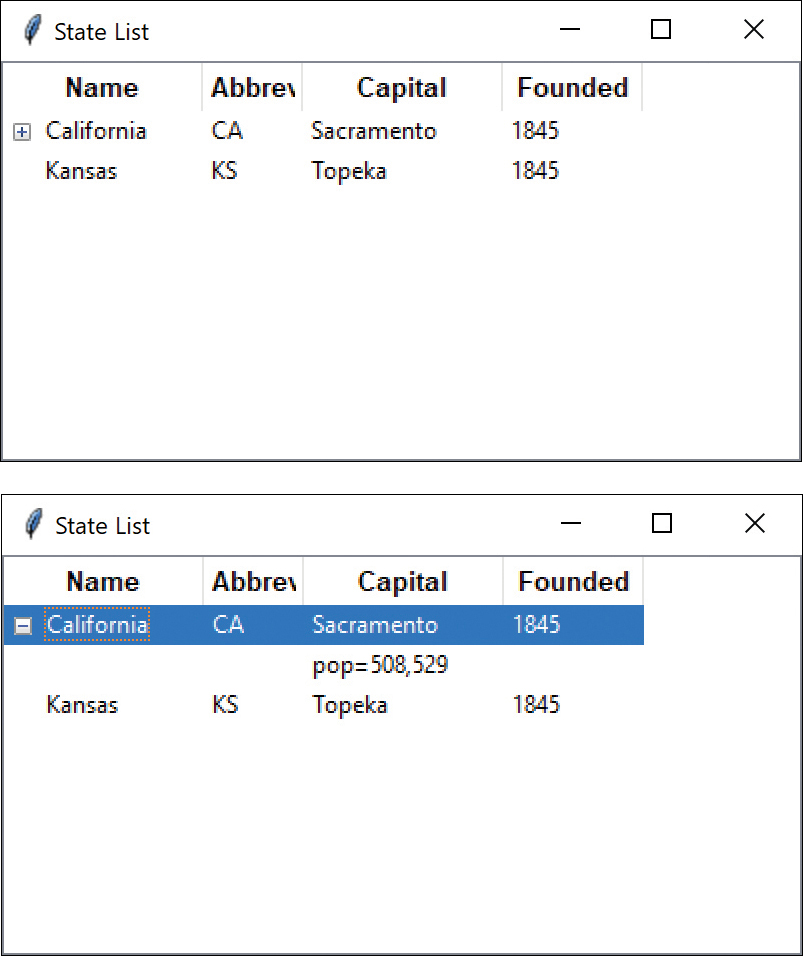 State List
Name Abbrev Capital Founded
California CA Sacramento 1845
Kansas KS Topeka 1845
State List
Name Abbrev Capital Founded
California CA Sacramento 1845
pop=508,529
Kansas KS Topeka 1845